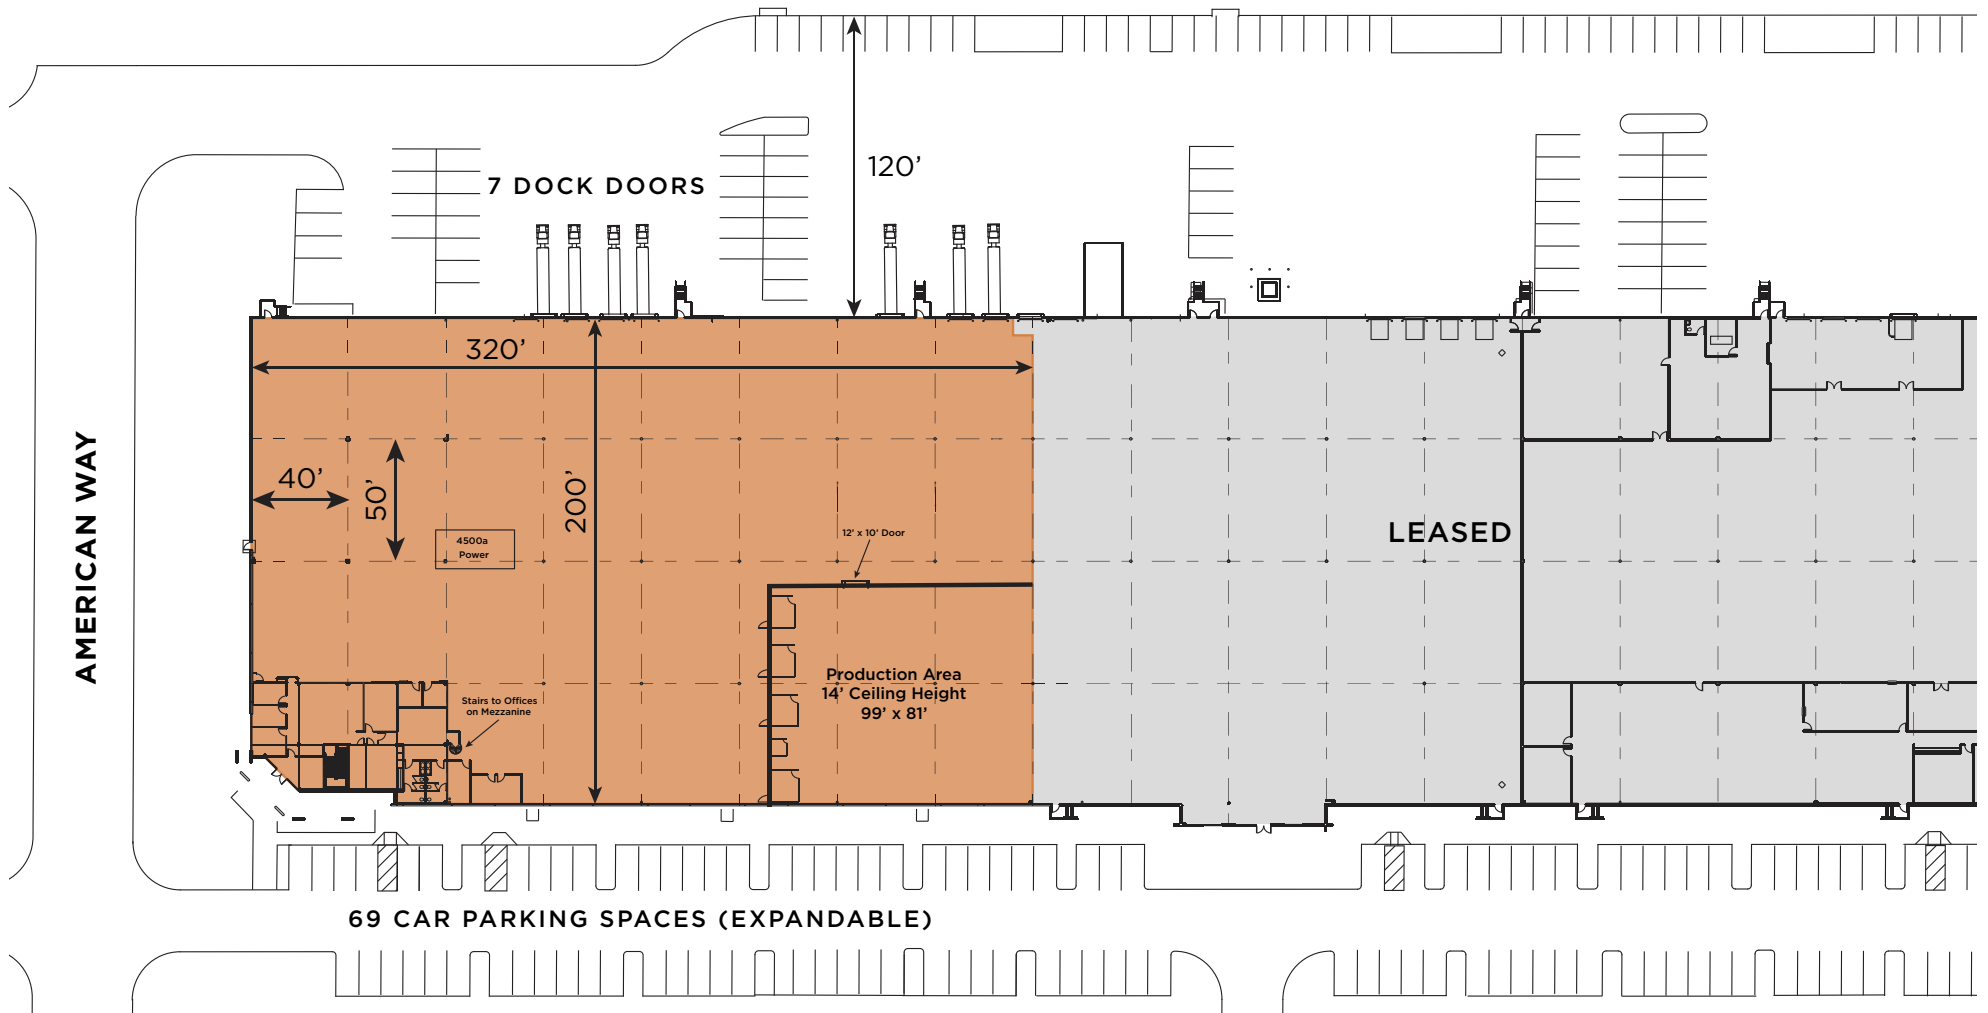 120’
7 DOCK DOORS
320’
40’
50’
200’
4500a
Power
12' x 10' Door
LEASED
AMERICAN WAY
Production Area
14’ Ceiling Height
99’ x 81’
Stairs to Offices
on Mezzanine
69 CAR PARKING SPACES (EXPANDABLE)